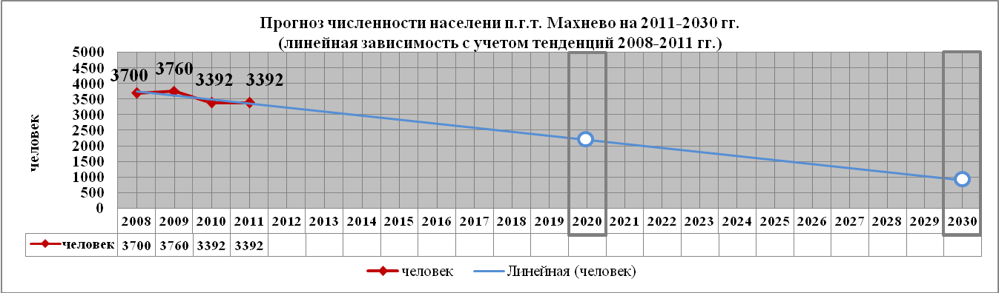 Прогноз численности населени п.г.т. Махнево на 2011-2030 гг.
(линейная зависимость с учетом тенденций 2008-2011 гг.)
человек
5000
4500
4000
3500
3000
2500
2000
1500
1000
500
0
3700 3760 3392 3392
2008 2009 2010 2011 2012 2013 2014 2015 2016 2017 2018 2019 2020 2021 2022 2023 2024 2025 2026 2027 2028 2029 2030
человек 3700 3760 3392 3392
человек Линейная (человек)